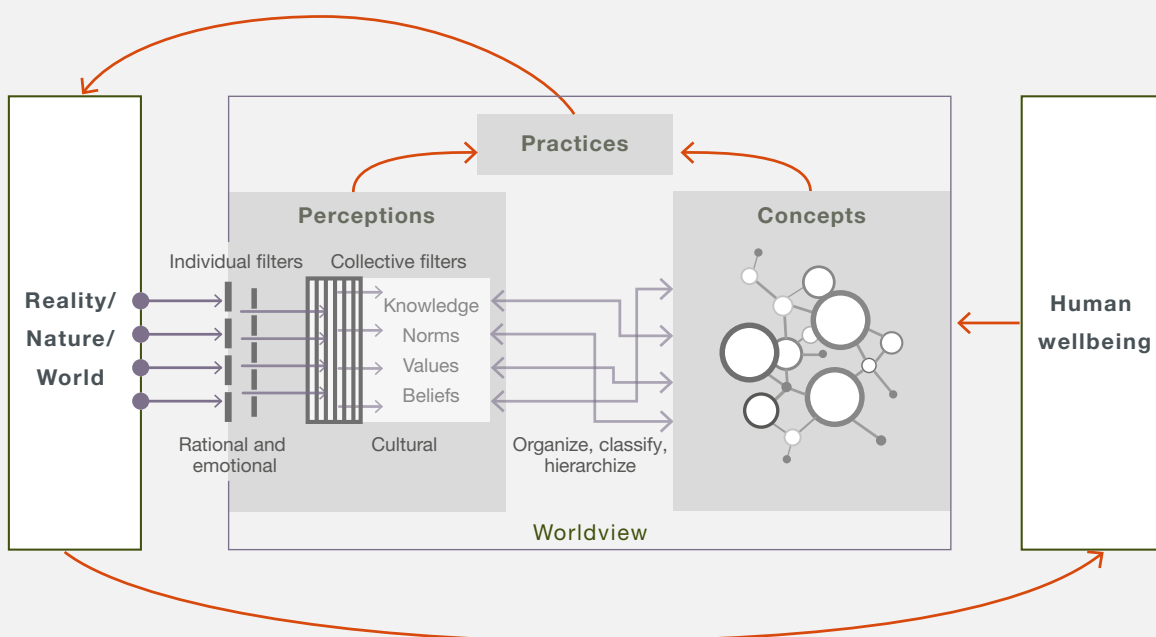 Practices
Perceptions
Concepts
Individual filters
Collective filters
Reality/
Nature/
World
Knowledge
Norms
Values
Beliefs
Human
wellbeing
Rational and
emotional
Cultural
Organize, classify,
hierarchize
Worldview